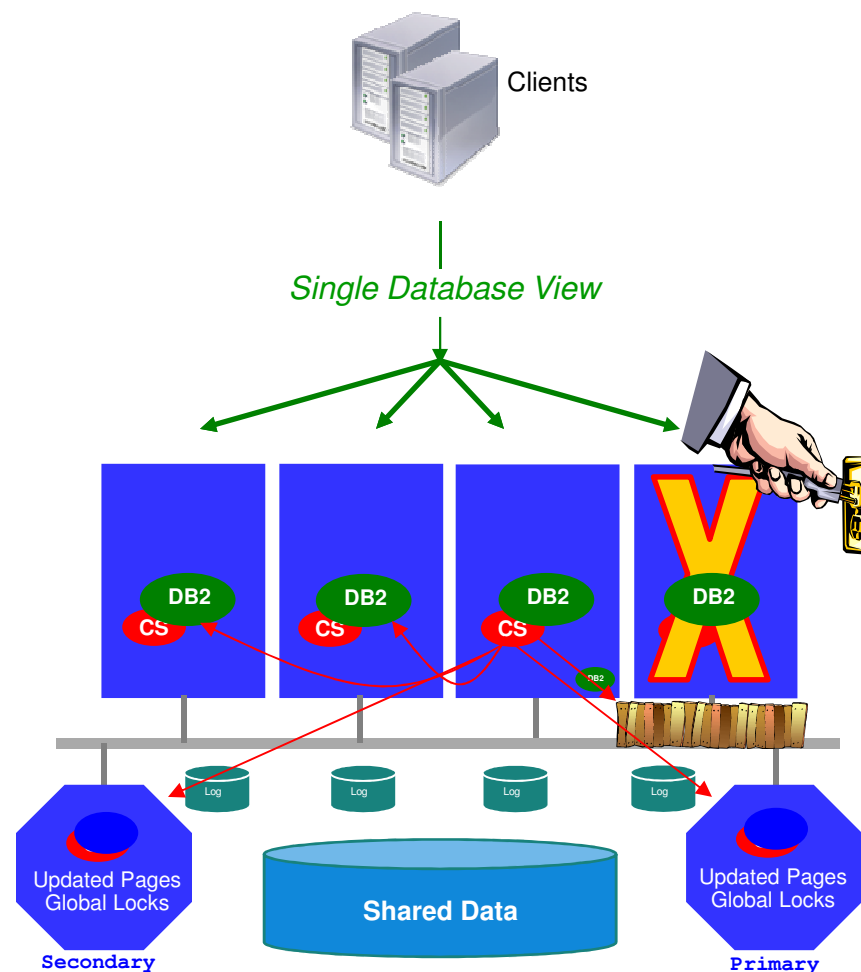 Clients
Single Database View
DB2
CS
DB2
CS
DB2
CS
DB2
DB2
X
Log
Log
Log
Log
Updated Pages
Global Locks
Secondary
Shared Data
Updated Pages
Global Locks
Primary